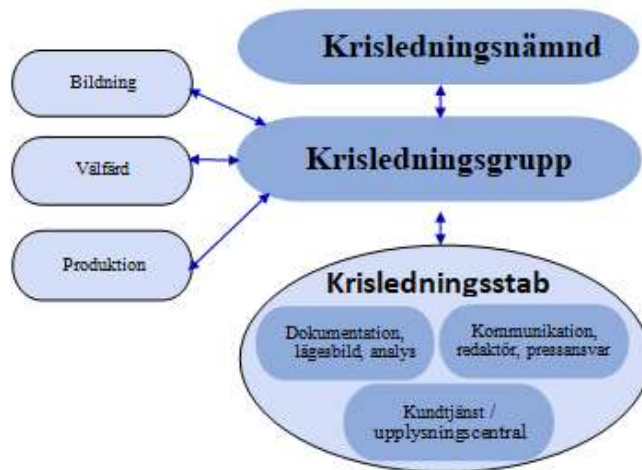 Krisledningsnämnd
Bildning
Krisledningsgrupp
Välfärd
Produktion
Krisledningsstab
Dokumentation,
lägesbild, analys
Kommunikation,
redaktör, pressansvar
Kundtjänst /
upplysningscentral